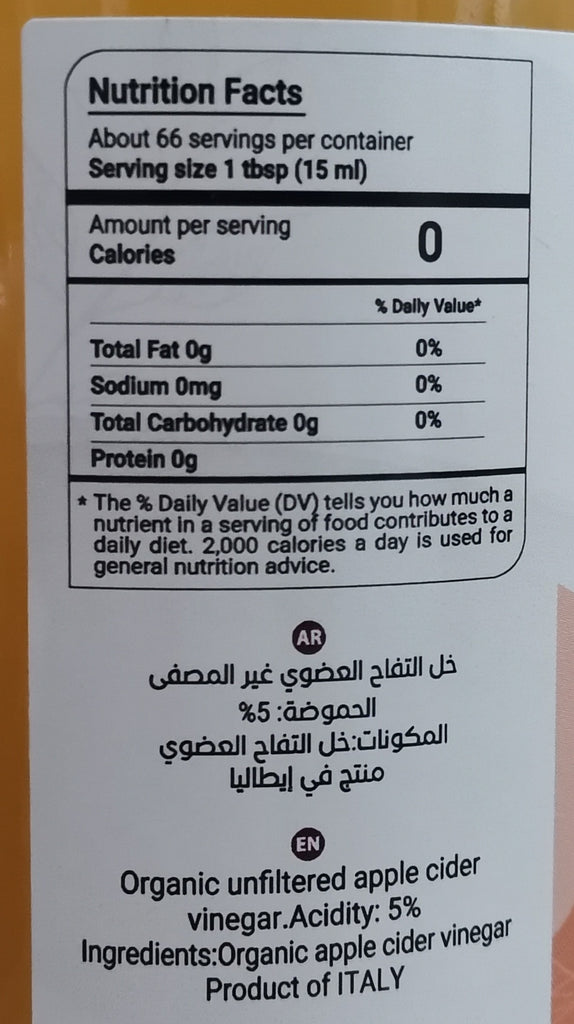 Nutrition Facts
About 66 servings per container
Serving size 1 tbsp (15 ml)
Amount per serving
Calories 0
% Daily Value*
Total Fat 0g 0%
Sodium 0mg 0%
Total Carbohydrate 0g 0%
Protein 0g
* The % Daily Value (DV) tells you how much a
nutrient in a serving of food contributes to a
daily diet. 2,000 calories a day is used for
general nutrition advice.
AR
خل التفاح العضوي غير المصفى
الحموضة: 5%
المكونات:خل التفاح العضوي
منتج في إيطاليا
EN
Organic unfiltered apple cider
vinegar.Acidity: 5%
Ingredients:Organic apple cider vinegar
Product of ITALY